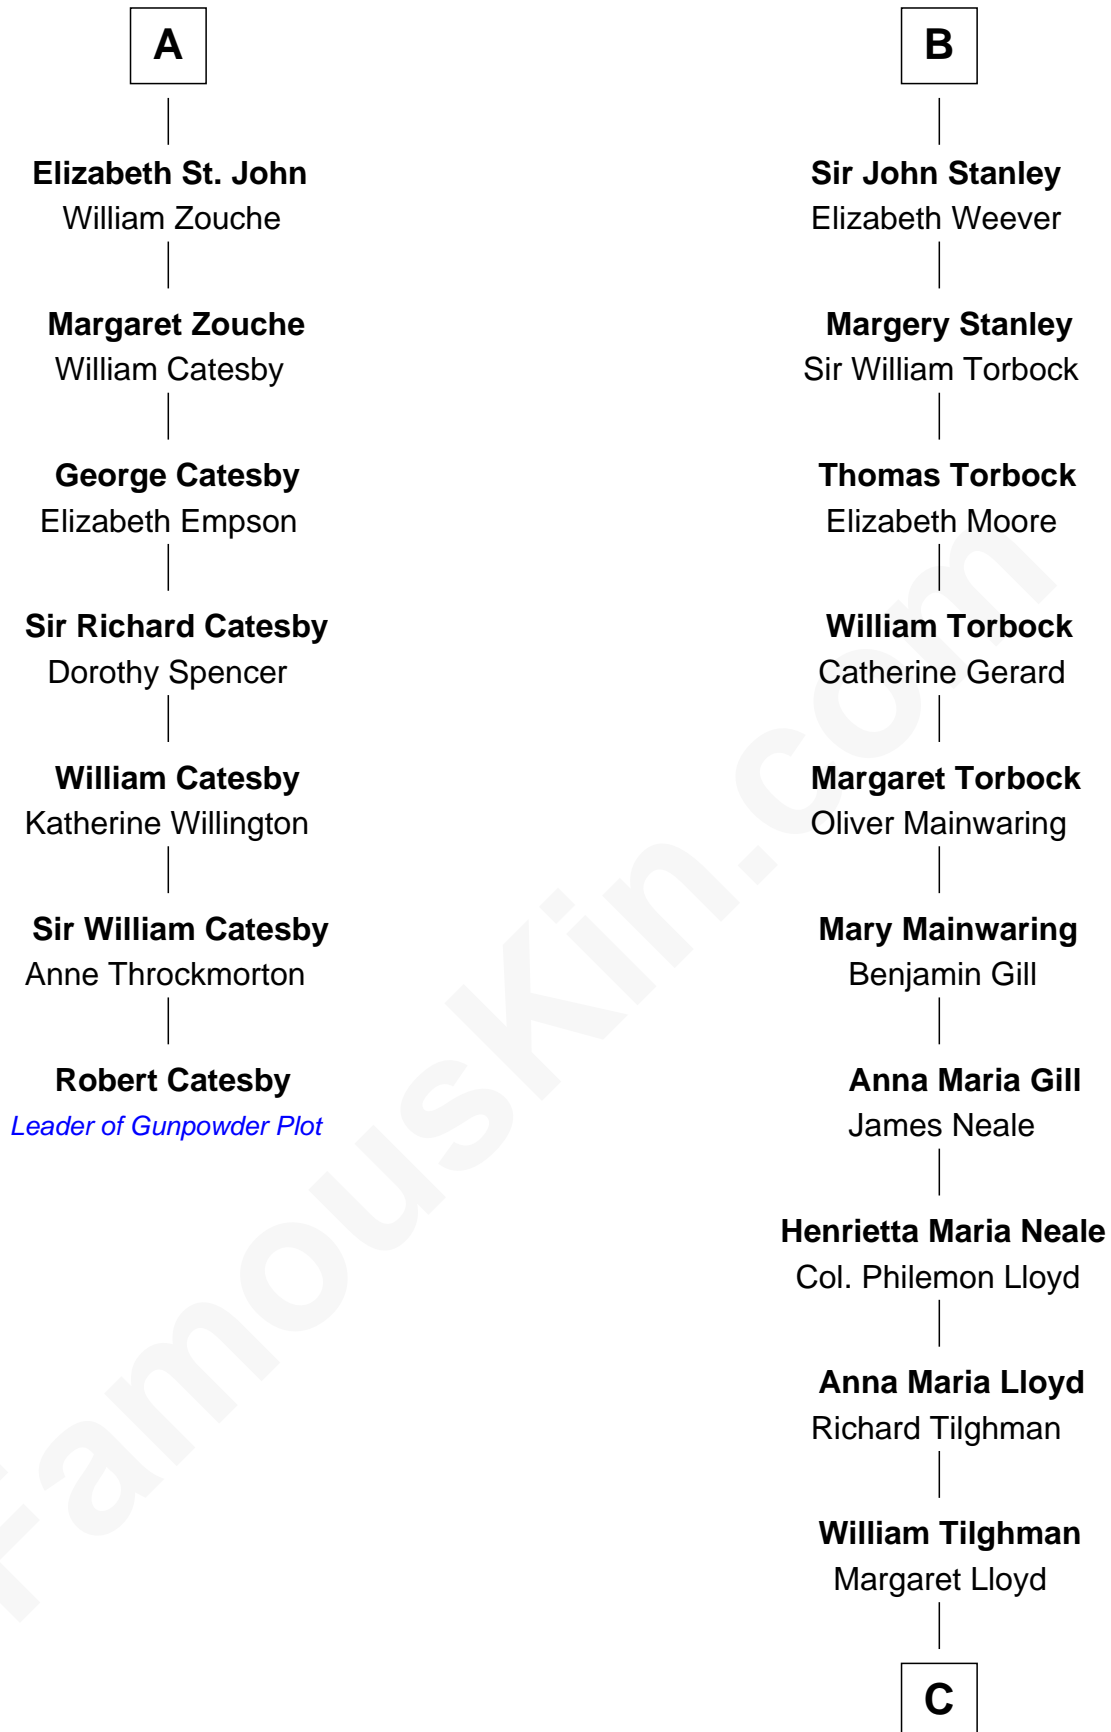 A
Elizabeth St. John
William Zouche
Margaret Zouche
William Catesby
George Catesby
Elizabeth Empson
Sir Richard Catesby
Dorothy Spencer
William Catesby
Katherine Willington
Sir William Catesby
Anne Throckmorton
Robert Catesby
Leader of Gunpowder Plot
B
Sir John Stanley
Elizabeth Weever
Margery Stanley
Sir William Torbock
Thomas Torbock
Elizabeth Moore
William Torbock
Catherine Gerard
Margaret Torbock
Oliver Mainwaring
Mary Mainwaring
Benjamin Gill
Anna Maria Gill
James Neale
Henrietta Maria Neale
Col. Philemon Lloyd
Anna Maria Lloyd
Richard Tilghman
William Tilghman
Margaret Lloyd
C
FamousKin.com